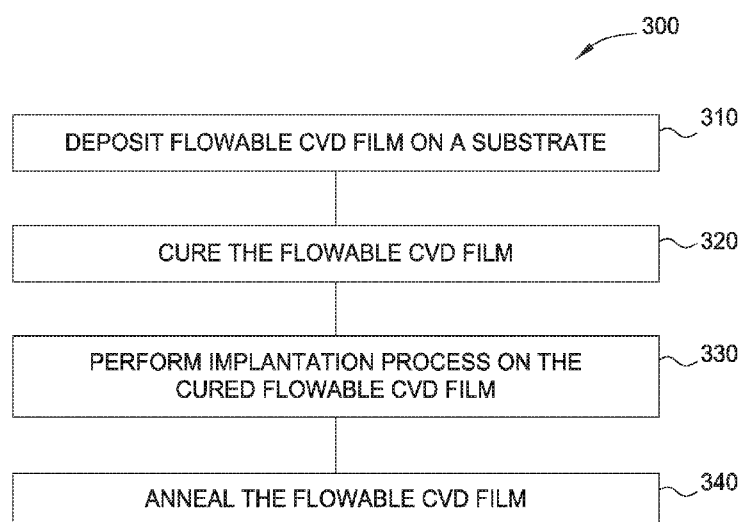 300
DEPOSIT FLOWABLE CVD FILM ON A SUBSTRATE
310
CURE THE FLOWABLE CVD FILM
320
PERFORM IMPLANTATION PROCESS ON THE
CURED FLOWABLE CVD FILM
330
ANNEAL THE FLOWABLE CVD FILM
340